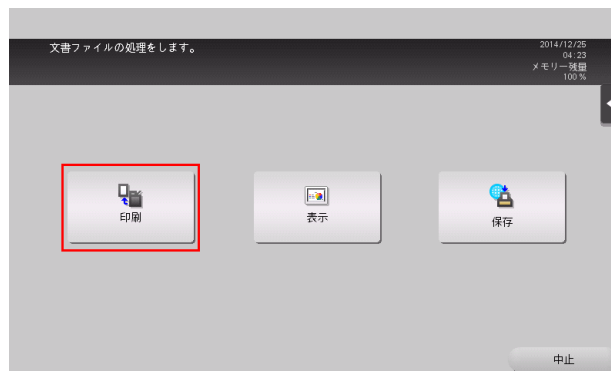 文書ファイルの処理をします。
2014/12/25
04:23
メモリー残量
100 %
印刷
表示
保存
中止